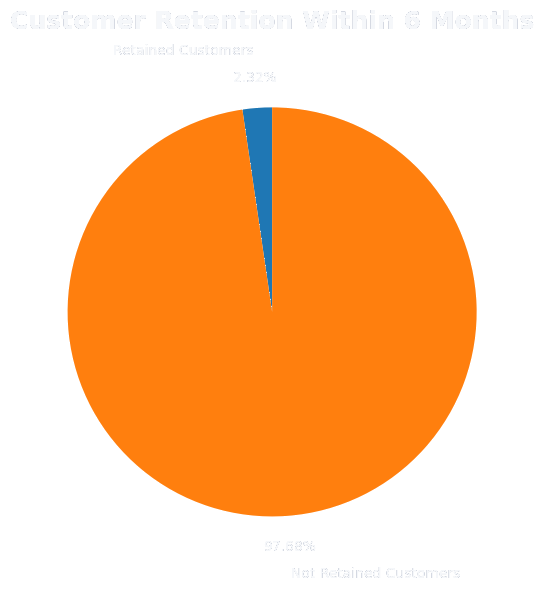 Customer Retention Within 6 Months
Retained Customers
2.32%
97.68%
Not Retained Customers